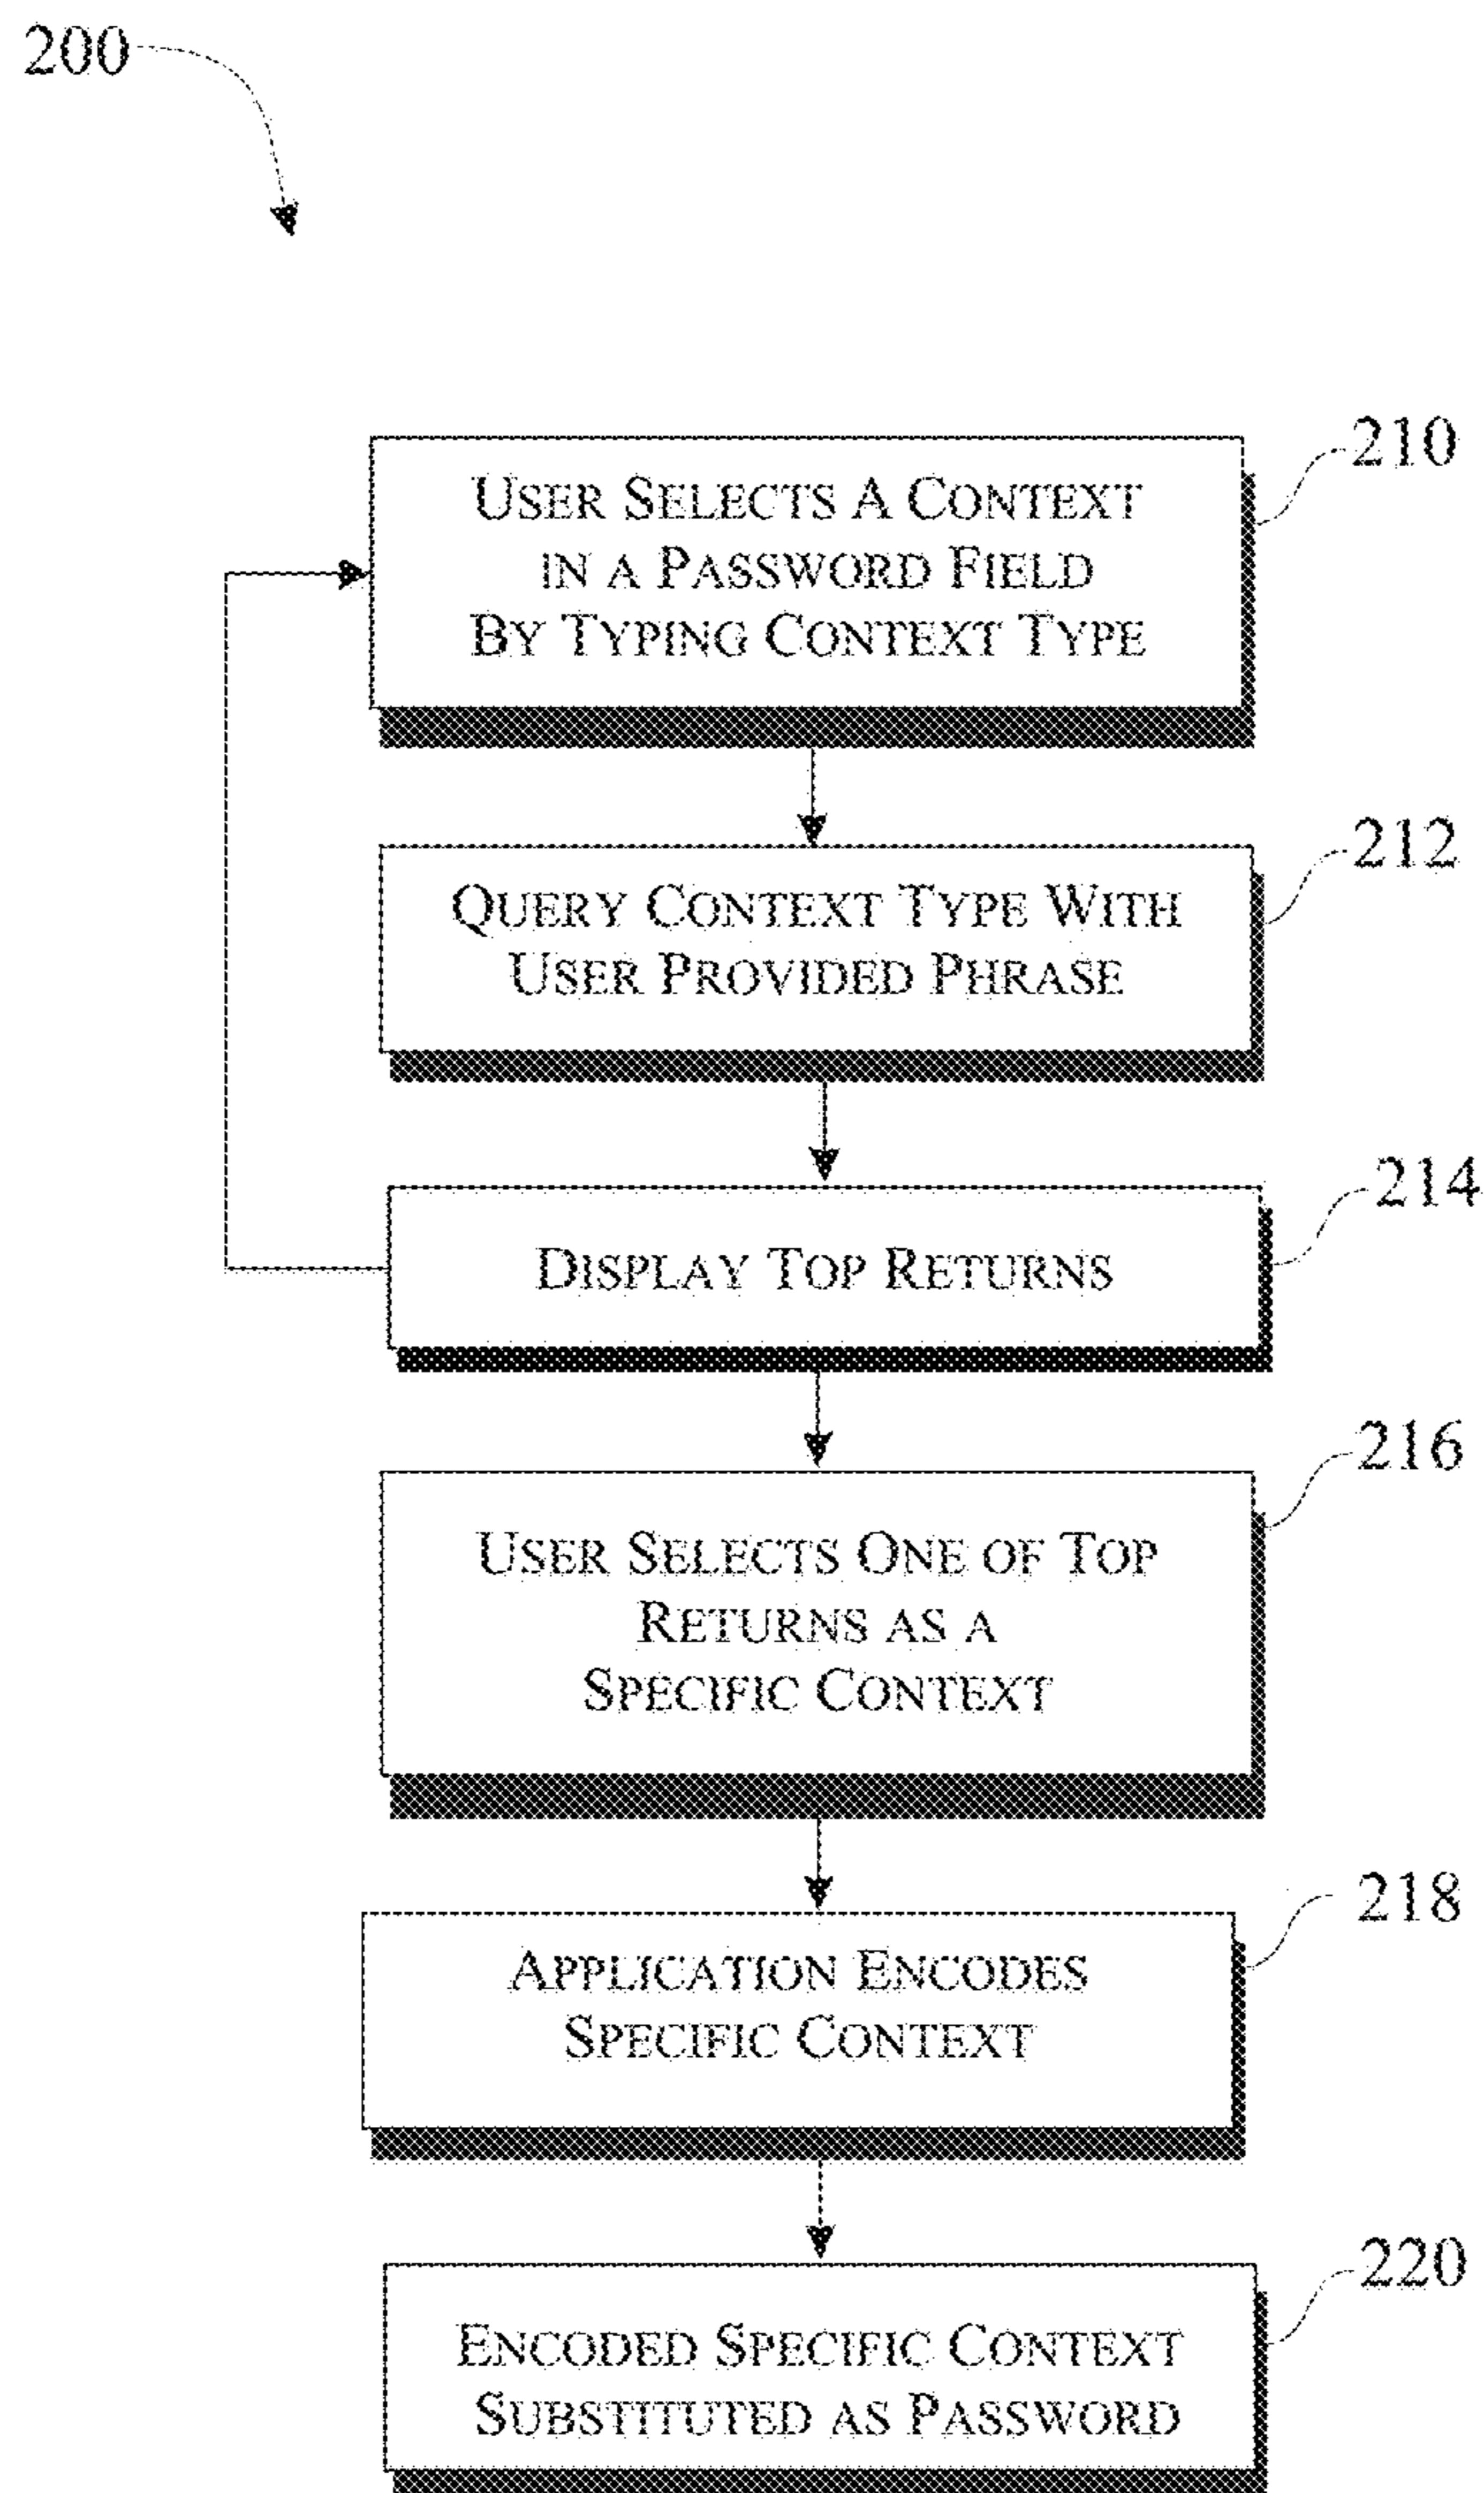 200
210
USER SELECTS A CONTEXT
IN A PASSWORD FIELD
BY TYPING CONTEXT TYPE
212
QUERY CONTEXT TYPE WITH
USER PROVIDED PHRASE
214
DISPLAY TOP RETURNS
216
USER SELECTS ONE OF TOP
RETURNS AS A
SPECIFIC CONTEXT
218
APPLICATION ENCODES
SPECIFIC CONTEXT
220
ENCODED SPECIFIC CONTEXT
SUBSTITUTED AS PASSWORD